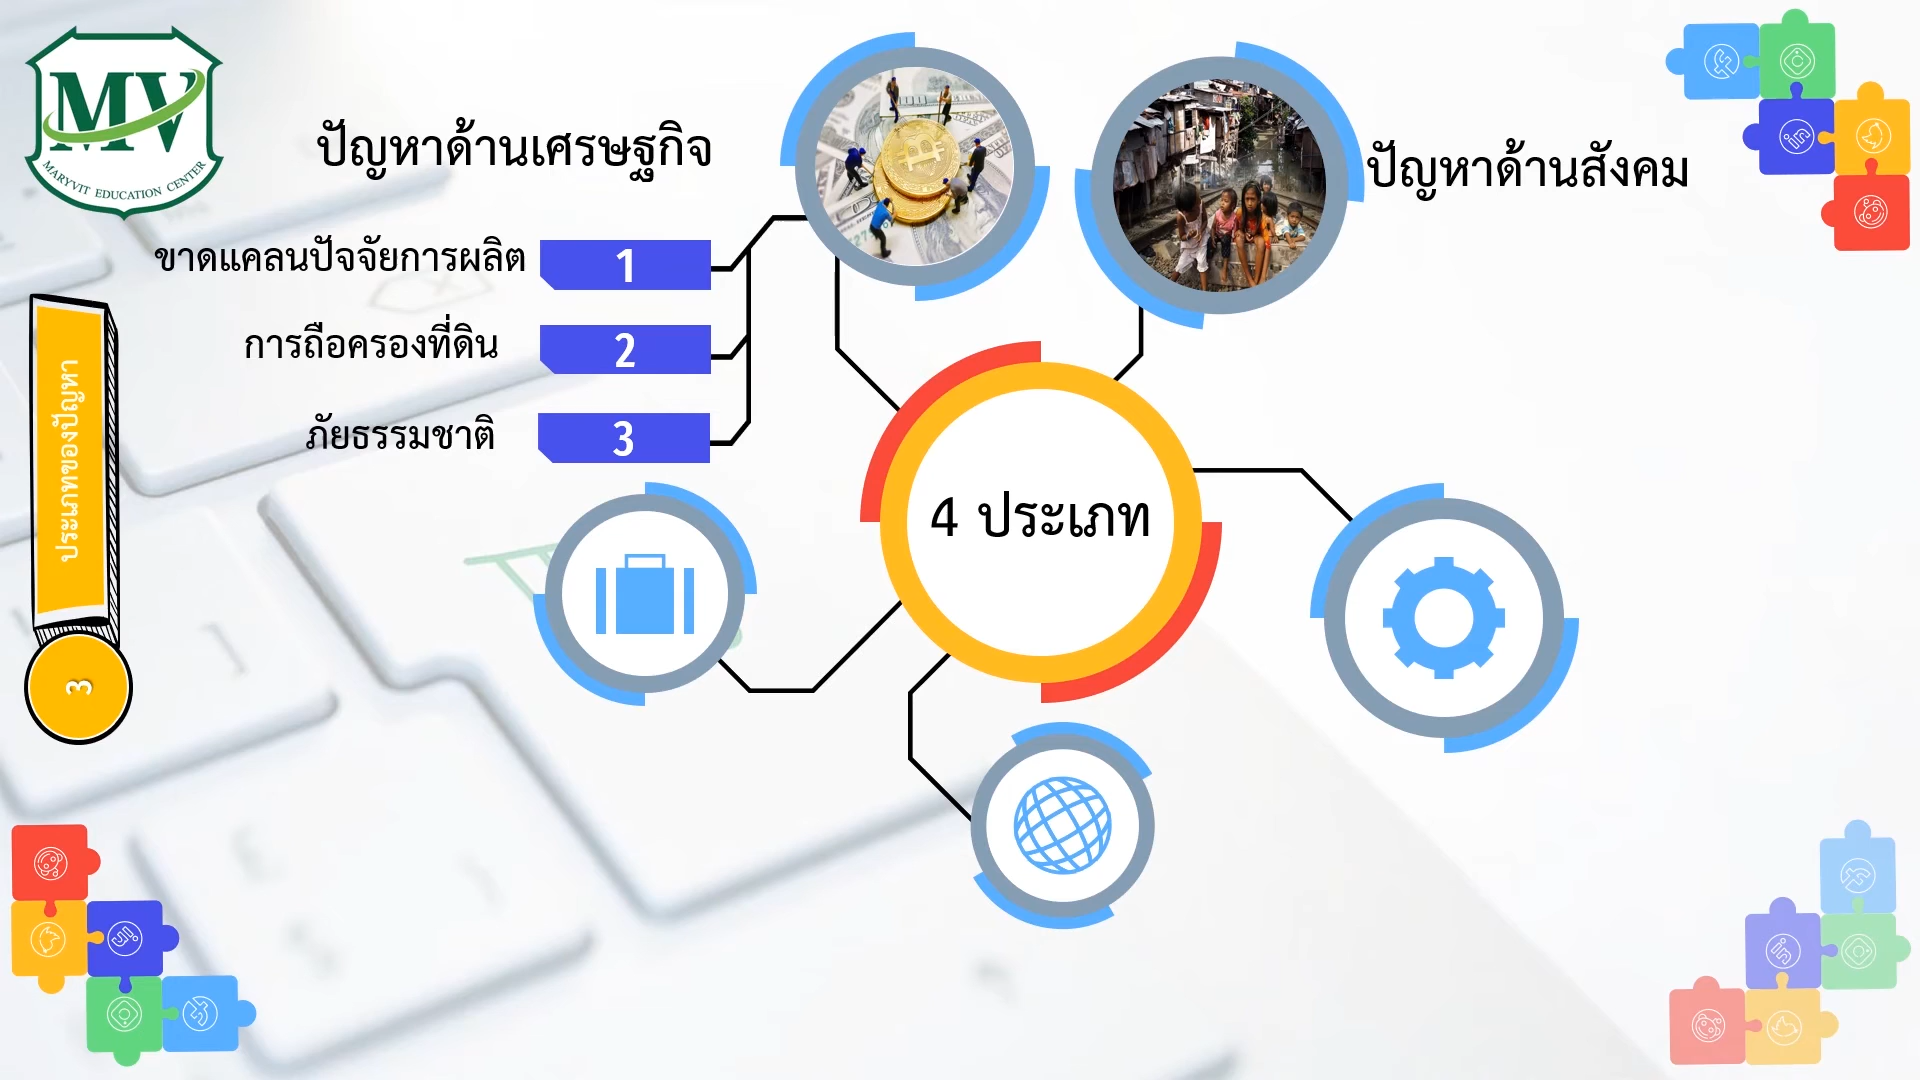 MV
MARYVIT EDUCATION CENTER
ปัญหาด้านเศรษฐกิจ
ปัญหาด้านสังคม
ขาดแคลนปัจจัยการผลิต 1
การถือครองที่ดิน 2
ภัยธรรมชาติ 3
4 ประเภท
ประเภทของปัญหา
3